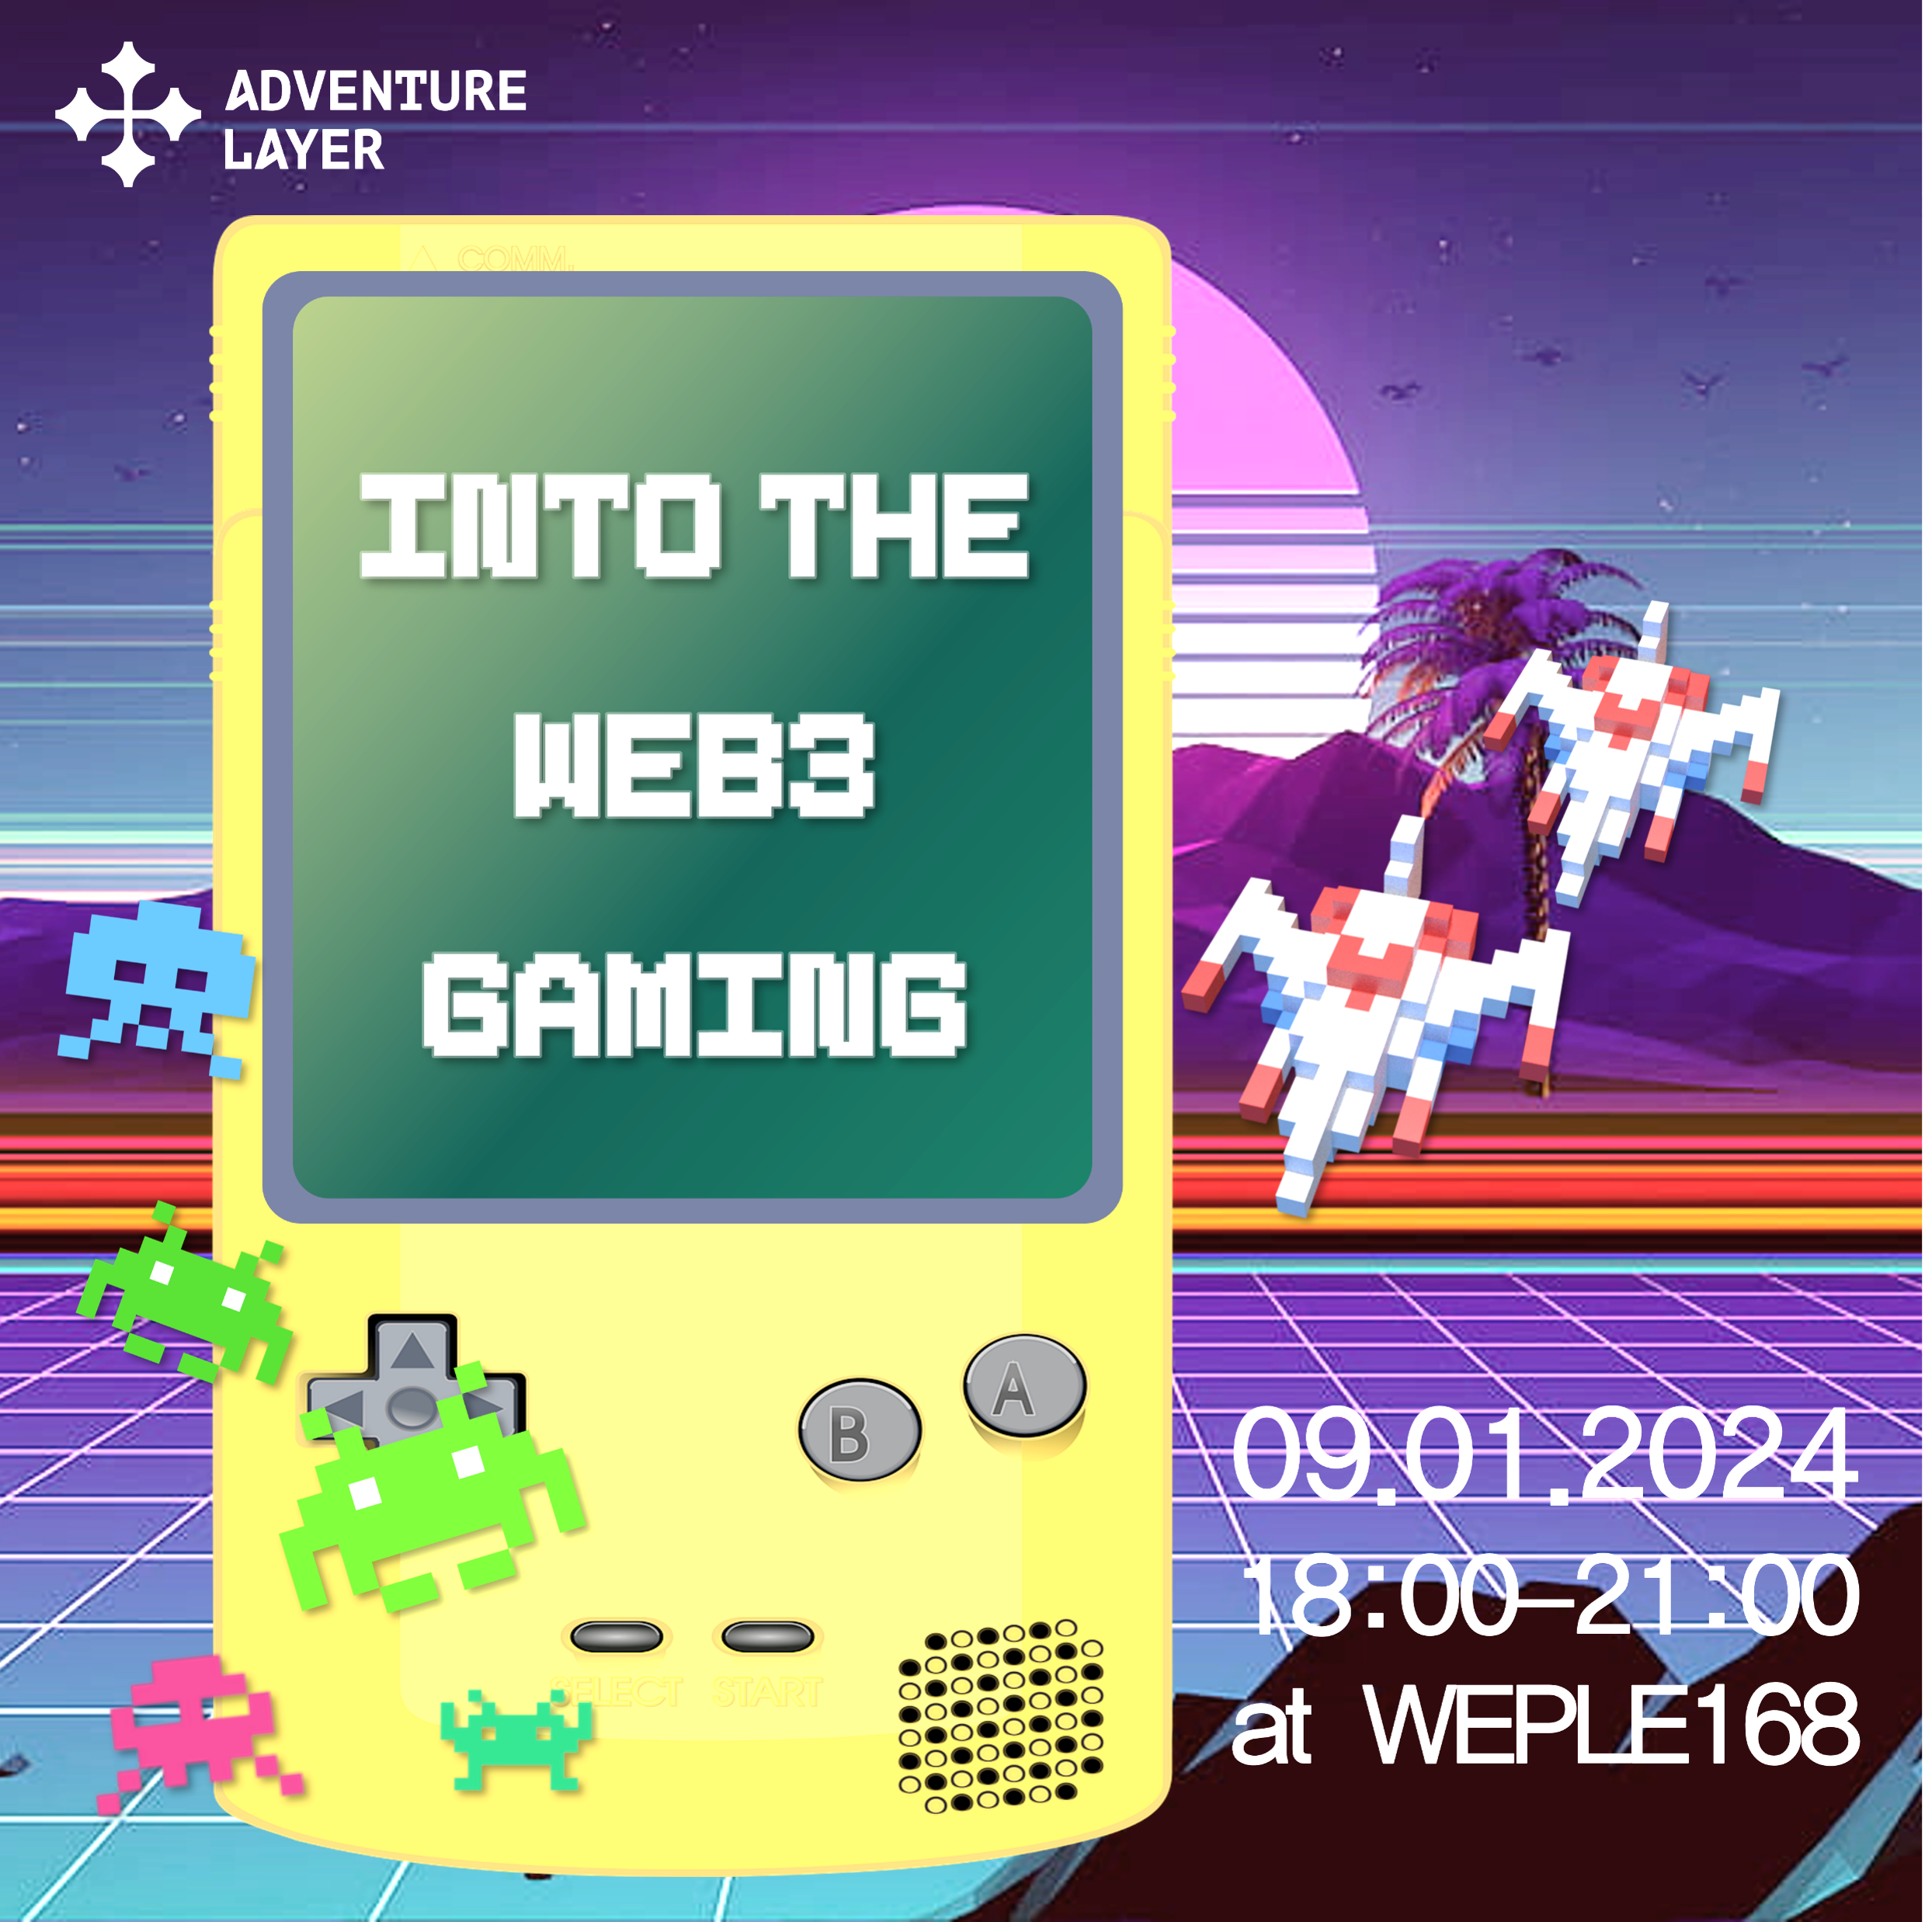 ADVENTURE
LAYER
COMM.
INTO THE
WEB3
GAMING
B
A
SELECT START
09.01.2024
18:00–21:00
at WEPLE168